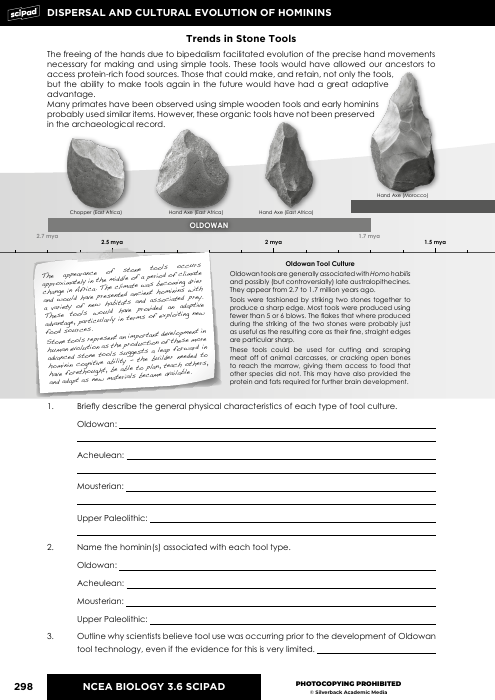 scipad DISPERSAL AND CULTURAL EVOLUTION OF HOMININS
Trends in Stone Tools
The freeing of the hands due to bipedalism facilitated evolution of the precise hand movements
necessary for making and using simple tools. These tools would have allowed our ancestors to
access protein-rich food sources. Those that could make, and retain, not only the tools,
but the ability to make tools again in the future would have had a great adaptive
advantage.
Many primates have been observed using simple wooden tools and early hominins
probably used similar items. However, these organic tools have not been preserved
in the archaeological record.
Chopper (East Africa)
Hand Axe (East Africa)
Hand Axe (East Africa)
Hand Axe (Morocco)
OLDOWAN
2.7 mya
1.7 mya
2.5 mya
2 mya
1.5 mya
The appearance of stone tools occurs
approximately in the middle of a period of climate
change in Africa. The climate was becoming drier
and would have presented ancient hominins with
a variety of new habitats and associated prey.
These tools would have provided an adaptive
advantage, particularly in terms of exploiting new
food sources.
Stone tools represent an important development in
human evolution as the production of these more
advanced stone tools suggests a leap forward in
hominin cognitive ability – the builder needed to
have forethought, be able to plan, teach others,
and adapt as new materials became available.
Oldowan Tool Culture
Oldowan tools are generally associated with Homo habilis
and possibly (but controversially) late australopithecines.
They appear from 2.7 to 1.7 million years ago.
Tools were fashioned by striking two stones together to
produce a sharp edge. Most tools were produced using
fewer than 5 or 6 blows. The flakes that where produced
during the striking of the two stones were probably just
as useful as the resulting core as their fine, straight edges
are particular sharp.
These tools could be used for cutting and scraping
meat off of animal carcasses, or cracking open bones
to reach the marrow, giving them access to food that
other species did not. This may have also provided the
protein and fats required for further brain development.
1. Briefly describe the general physical characteristics of each type of tool culture.
Oldowan:
Acheulean:
Mousterian:
Upper Paleolithic:
2. Name the hominin(s) associated with each tool type.
Oldowan:
Acheulean:
Mousterian:
Upper Paleolithic:
3. Outline why scientists believe tool use was occurring prior to the development of Oldowan
tool technology, even if the evidence for this is very limited.
298 NCEA BIOLOGY 3.6 SCIPAD PHOTOCOPYING PROHIBITED
© Silverback Academic Media